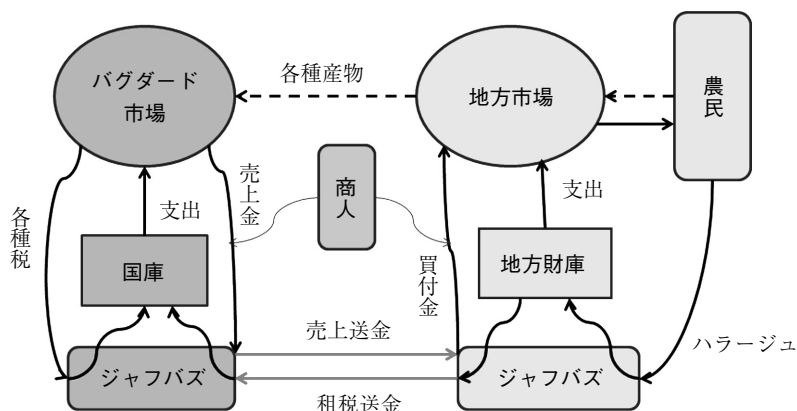 バグダード
市場
各種産物
地方市場
農民
売上金
商人
支出
支出
各種税
国庫
買付金
地方財庫
売上送金
ハラージュ
ジャフバズ
ジャフバズ
租税送金